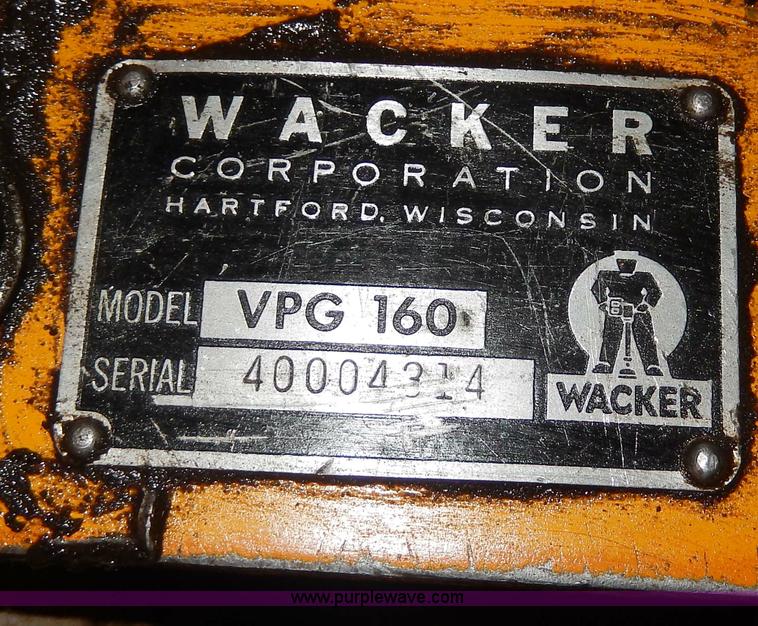 WACKER
CORPORATION
HARTFORD, WISCONSIN
MODEL VPG 160
SERIAL 40004314
WACKER
www.purplewave.com